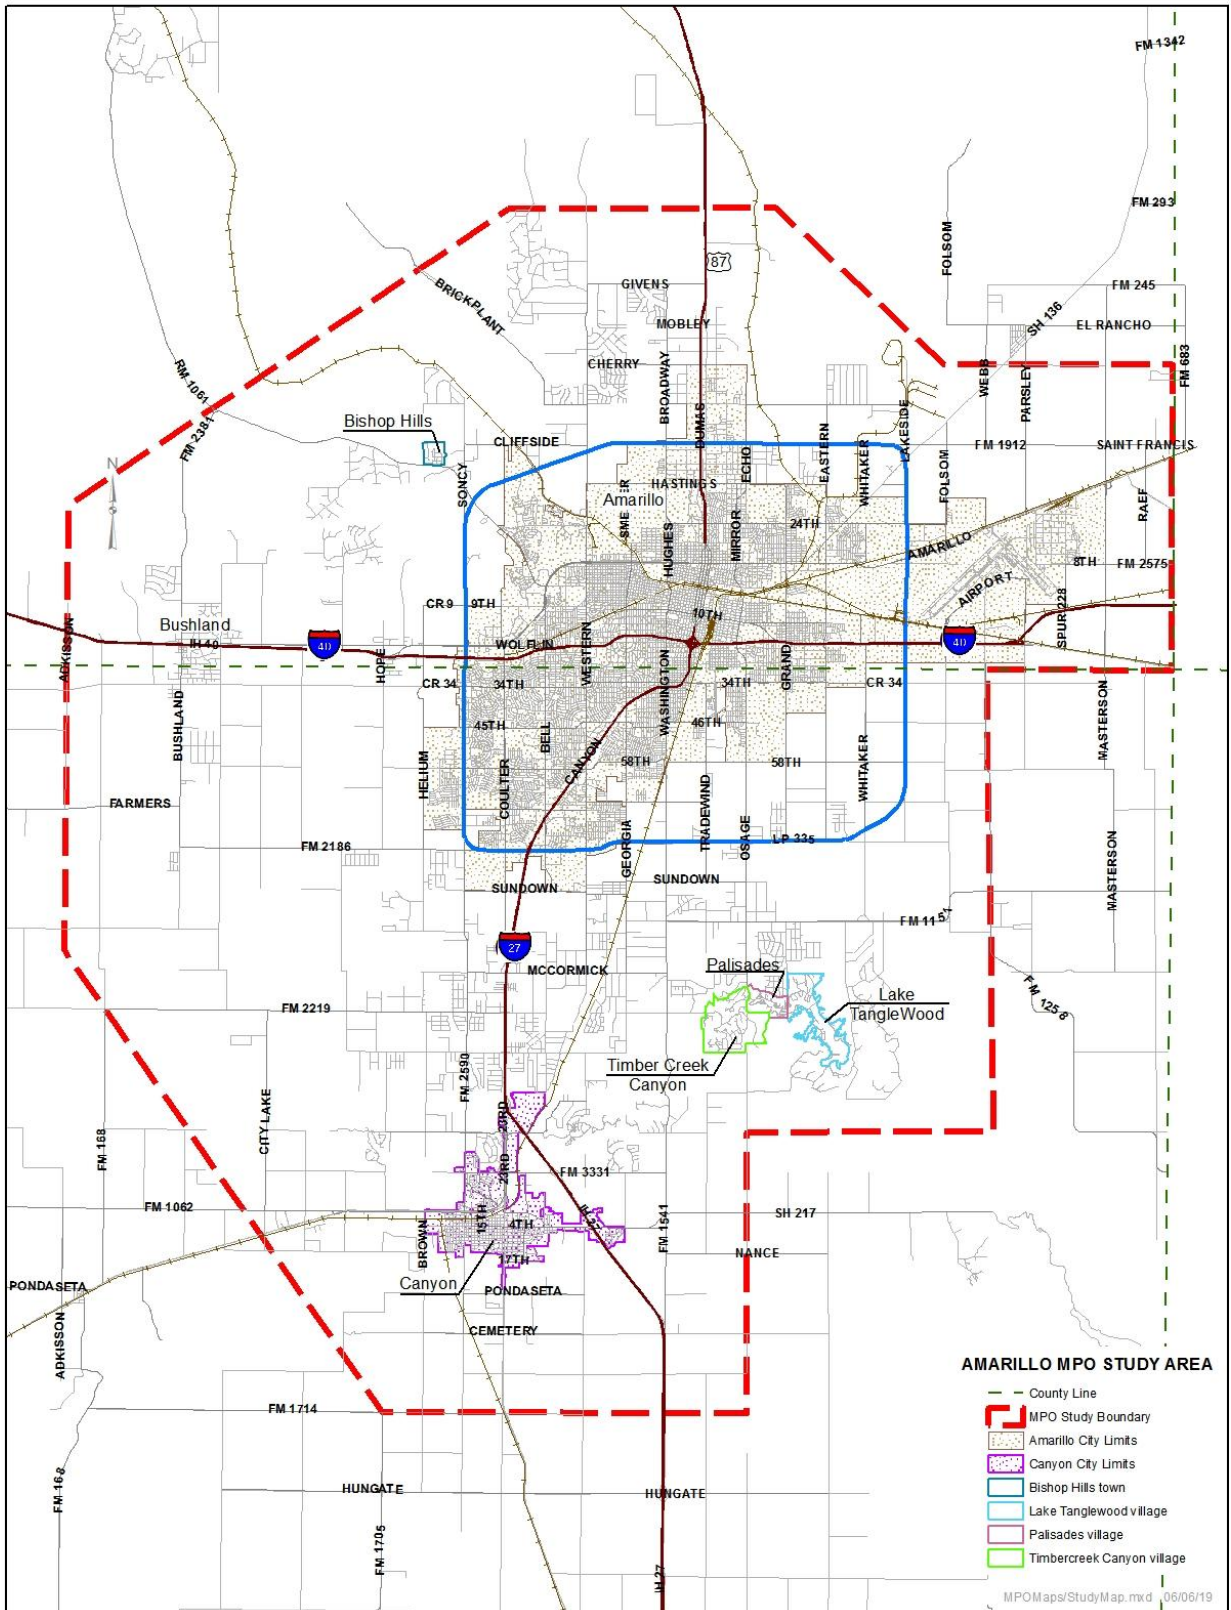 FM 1342
FM 293
FOLSOM
87
GIVENS
FM 245
BRICKPLANT
MOBLEY
SH 136
EL RANCHO
CHERRY
BROADWAY
WEBB
PARSLEY
FM 683
RM 1061
FM 2381
Bishop Hills
DUMAS
LAKESIDE
CLIFFSIDE
ECHO
EASTERN
WHITAKER
FM 1912
SAINT FRANCIS
N
SONCY
HASTINGS
FOLSOM
Amarillo
RAEF
24TH
HUGHES
MIRROR
AMARILLO
8TH
FM 2575
AIRPORT
CR 9
9TH
10TH
SPUR 228
Bushland
IH 40
40
WOLFLIN
WESTERN
40
ADKISSON
HOPE
CR 34
34TH
WASHINGTON
34TH
GRAND
CR 34
BUSHLAND
45TH
BELL
46TH
MASTERSON
HELIUM
COULTER
CANYON
58TH
58TH
WHITAKER
FARMERS
TRADEWIND
FM 2186
GEORGIA
OSAGE
LP 335
MASTERSON
SUNDOWN
SUNDOWN
FM 1151
27
MCCORMICK
Palisades
FM 2219
Lake
TangleWood
FM 1258
FM 2590
Timber Creek
Canyon
CITY LAKE
23RD
FM 168
23RD
FM 3331
FM 1062
15TH
4TH
IH 27
FM 1541
SH 217
BROWN
17TH
NANCE
PONDASETA
Canyon
PONDASETA
ADKISSON
CEMETERY
FM 1714
FM 168
HUNGATE
HUNGATE
FM 1705
IH 27
AMARILLO MPO STUDY AREA
County Line
MPO Study Boundary
Amarillo City Limits
Canyon City Limits
Bishop Hills town
Lake Tanglewood village
Palisades village
Timbercreek Canyon village
MPOMaps/StudyMap.mxd 06/06/19